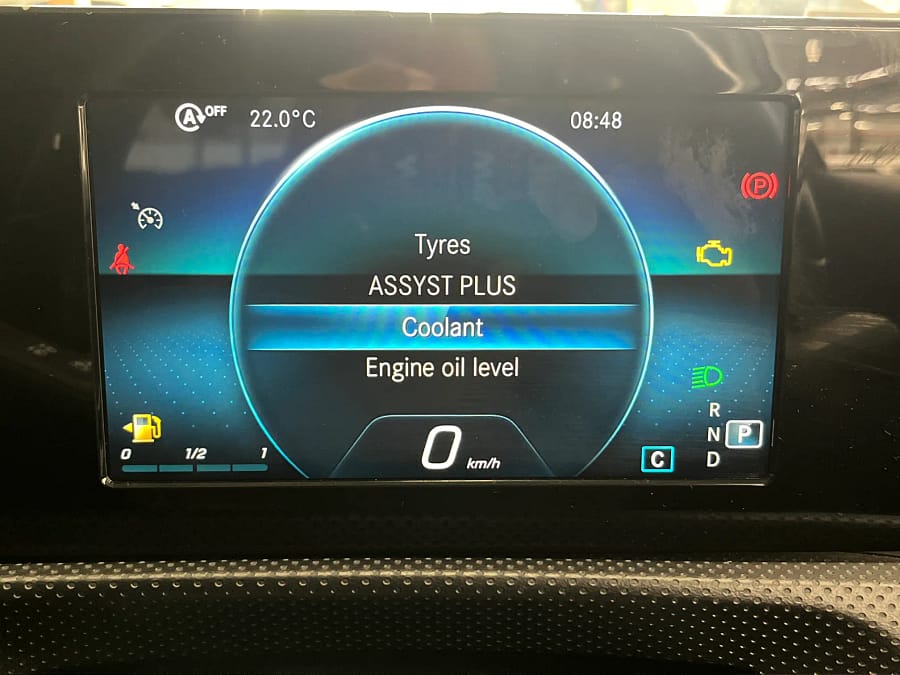 A OFF 22.0°C 08:48
P
Tyres
ASSYST PLUS
Coolant
Engine oil level
R
N P
D
C
0 1/2 1
0 km/h